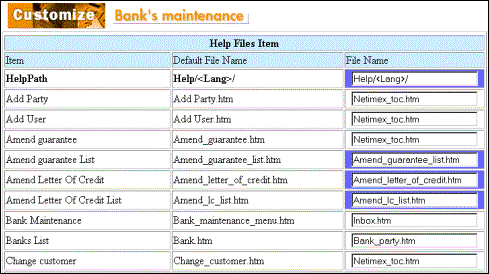 Customize Bank's maintenance
Help Files Item
Item Default File Name File Name
HelpPath Help/<Lang>/ Help/<Lang>/
Add Party Add Party.htm Netimex_toc.htm
Add User Add User.htm Netimex_toc.htm
Amend guarantee Amend_guarantee.htm Netimex_toc.htm
Amend guarantee List Amend_guarantee_list.htm Amend_guarantee_list.htm
Amend Letter Of Credit Amend_letter_of_credit.htm Amend_letter_of_credit.htm
Amend Letter Of Credit List Amend_lc_list.htm Amend_lc_list.htm
Bank Maintenance Bank_maintenance_menu.htm Inbox.htm
Banks List Bank.htm Bank_party.htm
Change customer Change_customer.htm Netimex_toc.htm